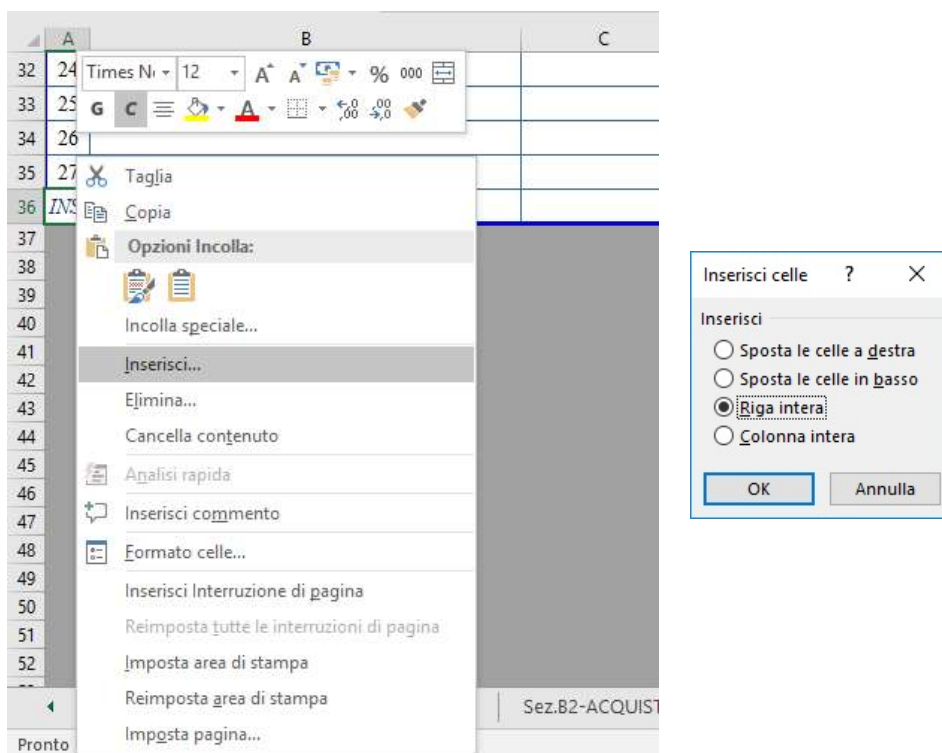 A B C
32 24
33 25
34 26
35 27
36 INS
37
38
39
40
41
42
43
44
45
46
47
48
49
50
51
52
Times N 12 A A % 000
G C A ,00 ,0
Taglia
Copia
Opzioni Incolla:
Incolla speciale...
Inserisci...
Elimina...
Cancella contenuto
Analisi rapida
Inserisci commento
Formato celle...
Inserisci Interruzione di pagina
Reimposta tutte le interruzioni di pagina
Imposta area di stampa
Reimposta area di stampa
Imposta pagina...
Sez.B2-ACQUIST
Pronto
Inserisci celle ? 
Inserisci
Sposta le celle a destra
Sposta le celle in basso
Riga intera
Colonna intera
OK Annulla